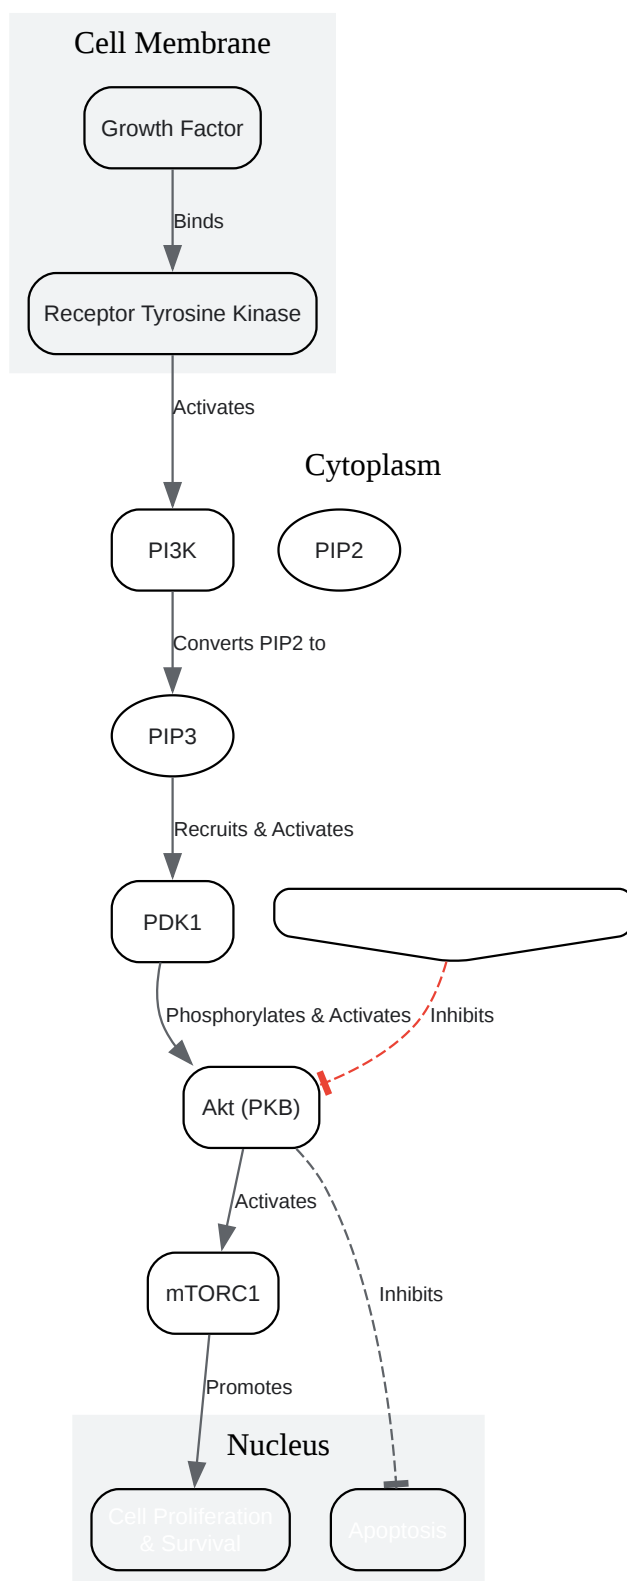 Cell Membrane
Growth Factor
Binds
Receptor Tyrosine Kinase
Activates
Cytoplasm
PI3K
PIP2
Converts PIP2 to
PIP3
Recruits & Activates
PDK1
Phosphorylates & Activates
Inhibits
Akt (PKB)
Activates
mTORC1
Inhibits
Promotes
Nucleus
Cell Proliferation
& Survival
Apoptosis